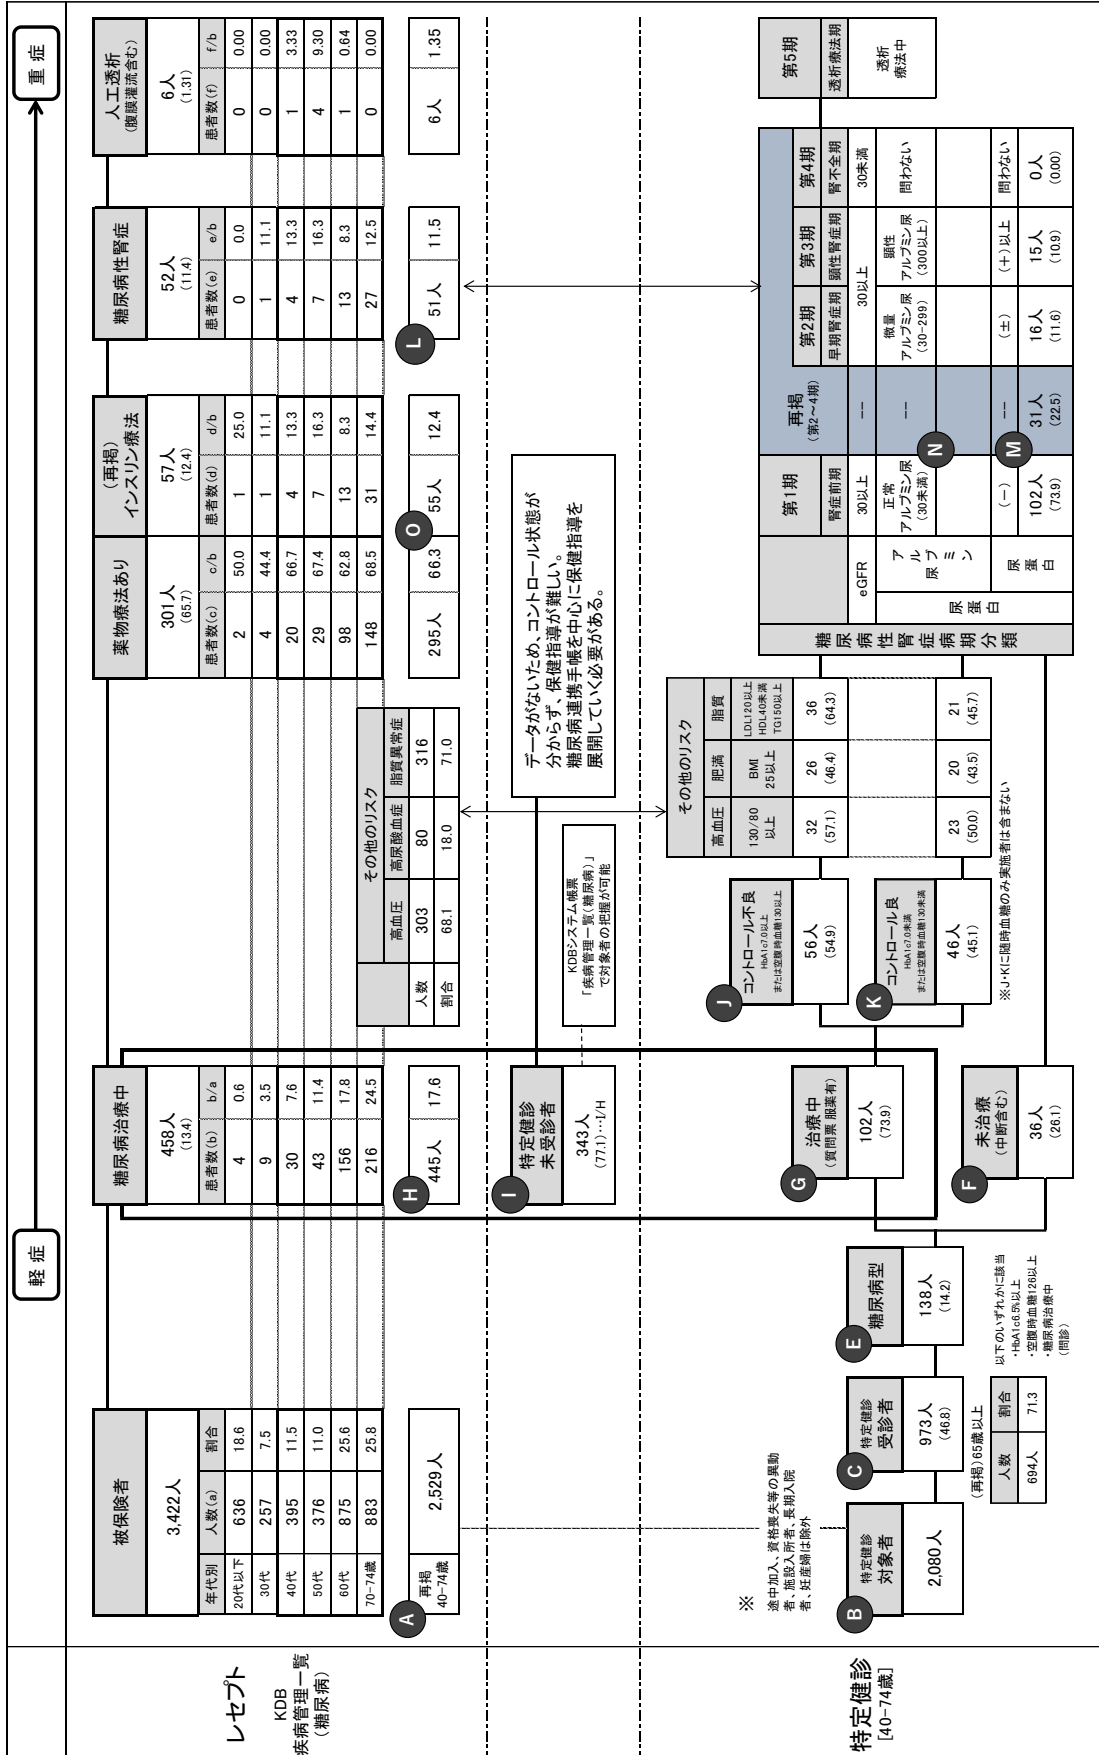 軽症
重症
レセプト
KDB
疾病管理一覧
(糖尿病)
被保険者
3,422人
年代別 人数(a) 割合
20代以下 636 18.6
30代 257 7.5
40代 395 11.5
50代 376 11.0
60代 875 25.6
70-74歳 883 25.8
A
再掲
40-74歳
2,529人
糖尿病治療中
458人
(13.4)
患者数(b) b/a
4 0.6
9 3.5
30 7.6
43 11.4
156 17.8
216 24.5
H
445人 17.6
その他のリスク
高血圧 高尿酸血症 脂質異常症
人数 303 80 316
割合 68.1 18.0 71.0
薬物療法あり
301人
(65.7)
患者数(c) c/b
2 50.0
4 44.4
20 66.7
29 67.4
98 62.8
148 68.5
295人 66.3
(再掲)
インスリン療法
57人
(12.4)
患者数(d) d/b
1 25.0
1 11.1
4 13.3
7 16.3
13 8.3
31 14.4
O
55人 12.4
糖尿病性腎症
52人
(11.4)
患者数(e) e/b
0 0.0
1 11.1
4 13.3
7 16.3
13 8.3
27 12.5
L
51人 11.5
人工透析
(腹膜灌流含む)
6人
(1.31)
患者数(f) f/b
0 0.00
0 0.00
1 3.33
4 9.30
1 0.64
0 0.00
6人 1.35
I
特定健診
未受診者
343人
(77.1)…I/H
KDBシステム帳票
「疾病管理一覧(糖尿病)」
で対象者の把握が可能
データがないため、コントロール状態が
分からず、保健指導が難しい。
糖尿病連携手帳を中心に保健指導を
展開していく必要がある。
特定健診
[40-74歳]
※
途中加入、資格喪失等の異動
者、施設入所者、長期入院
者、妊産婦は除外
B
特定健診
対象者
2,080人
C
特定健診
受診者
973人
(46.8)
(再掲)65歳以上
人数 割合
694人 71.3
E
糖尿病型
138人
(14.2)
以下のいずれかに該当
・HbA1c6.5%以上
・空腹時血糖126以上
・糖尿病治療中
(問診)
G
治療中
(質問票 服薬有)
102人
(73.9)
F
未治療
(中断含む)
36人
(26.1)
J
コントロール不良
HbA1c7.0以上
または空腹時血糖130以上
56人
(54.9)
K
コントロール良
HbA1c7.0未満
または空腹時血糖130未満
46人
(45.1)
※J・Kに随時血糖のみ実施者は含まない
その他のリスク
高血圧 肥満 脂質
130/80
以上
BMI
25以上
LDL120以上
HDL40未満
TG150以上
32
(57.1)
26
(46.4)
36
(64.3)
23
(50.0)
20
(43.5)
21
(45.7)
糖尿病性腎症病期分類
eGFR
尿蛋白
尿アルブミン
尿蛋白
第1期
腎症前期
30以上
正常
アルブミン尿
(30未満)
(-)
102人
(73.9)
再掲
(第2~4期)
--
--
N
--
M
31人
(22.5)
第2期
早期腎症期
30以上
微量
アルブミン尿
(30-299)
(±)
16人
(11.6)
第3期
顕性腎症期
顕性
アルブミン尿
(300以上)
(+)以上
15人
(10.9)
第4期
腎不全期
30未満
問わない
問わない
0人
(0.00)
第5期
透析療法期
透析
療法中